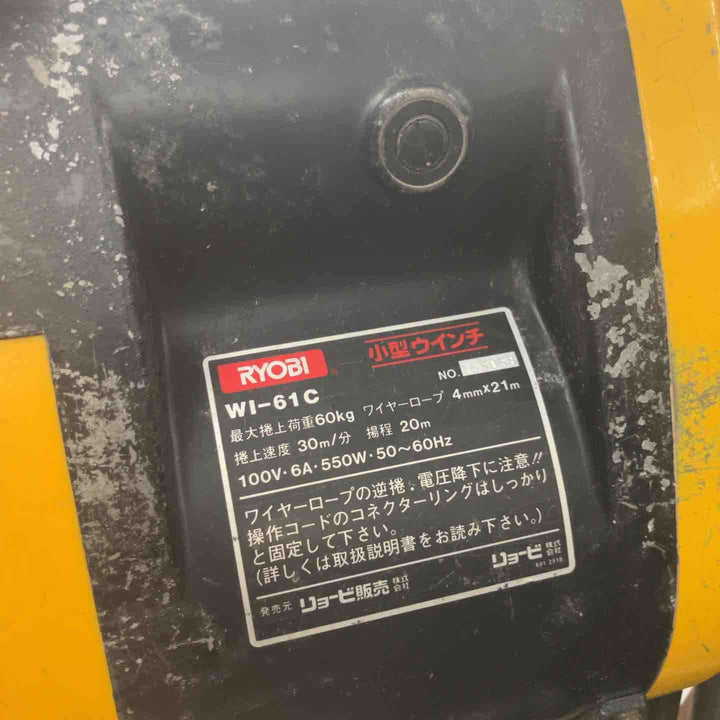 RYOBI 小型ウインチ
WI-61C NO.
最大捲上荷重60kg ワイヤーロープ 4mm×21m
捲上速度 30m/分 揚程 20m
100V・6A・550W・50～60Hz
ワイヤーロープの逆捲・電圧降下に注意!!
操作コードのコネクターリングはしっかり
と固定して下さい。
(詳しくは取扱説明書をお読み下さい。)
リョービ 株式会社
691 2518
発売元 リョービ販売 株式会社